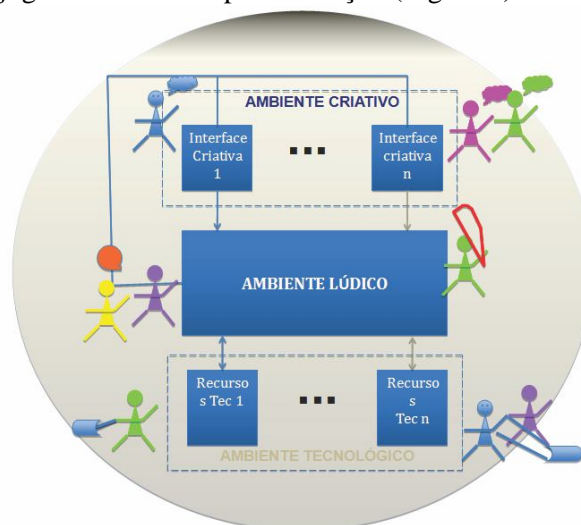 AMBIENTE CRIATIVO
Interface
Criativa
1
Interface
criativa
n
AMBIENTE LÚDICO
Recurso
s Tec 1
Recurso
s
Tec n
AMBIENTE TECNOLÓGICO